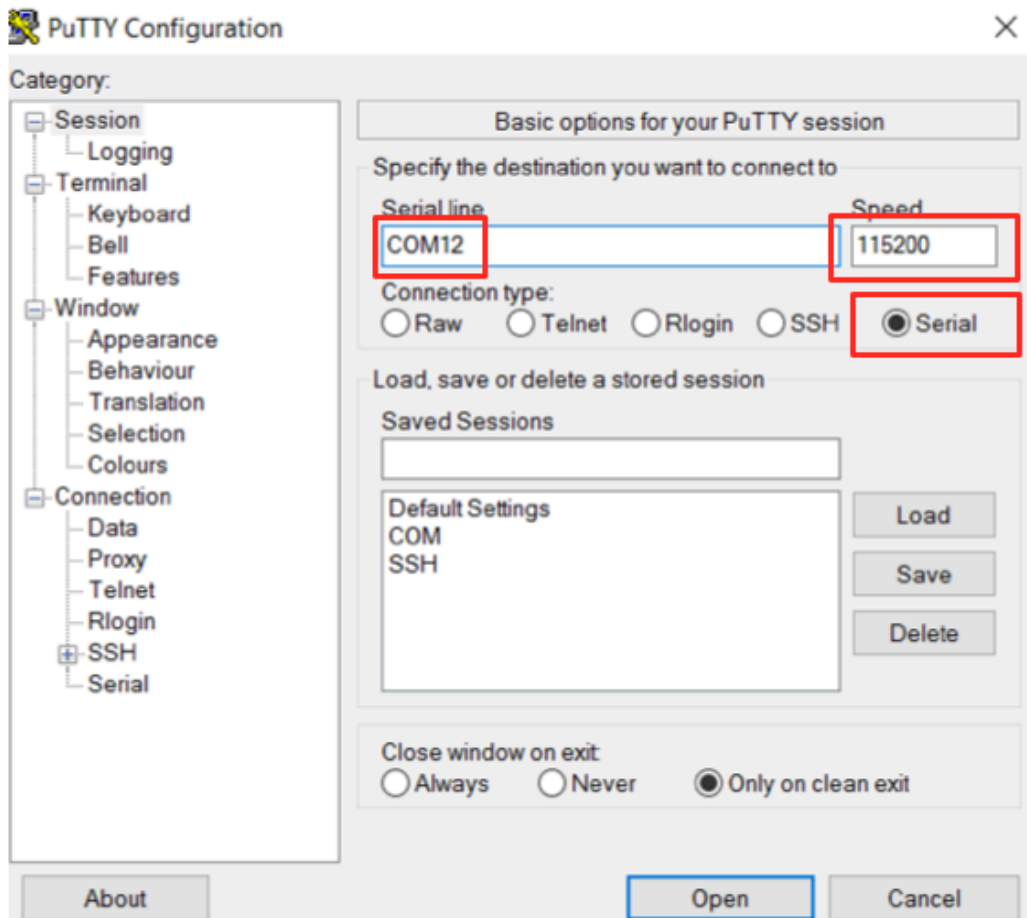 PuTTY Configuration
Category:
Session
Logging
Terminal
Keyboard
Bell
Features
Window
Appearance
Behaviour
Translation
Selection
Colours
Connection
Data
Proxy
Telnet
Rlogin
SSH
Serial
Basic options for your PuTTY session
Specify the destination you want to connect to
Serial line Speed
COM12 115200
Connection type:
Raw Telnet Rlogin SSH Serial
Load, save or delete a stored session
Saved Sessions
Default Settings
COM
SSH
Load
Save
Delete
Close window on exit:
Always Never Only on clean exit
About Open Cancel